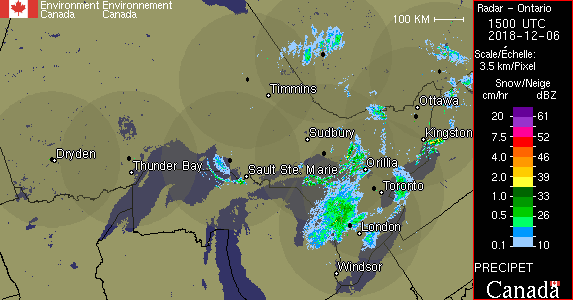 Environment Environnement
Canada Canada
100 KM
Timmins
Ottawa
Sudbury
Kingston
Dryden
Thunder Bay
Sault Ste. Marie
Orillia
Toronto
London
Windsor
Radar - Ontario
1500 UTC
2018-12-06
Scale/Échelle:
3.5 km/Pixel
Snow/Neige
cm/hr dBZ
20 61
7.5 52
4.0 46
2.0 39
1.0 33
0.5 26
0.1 10
PRECIPET
Canada